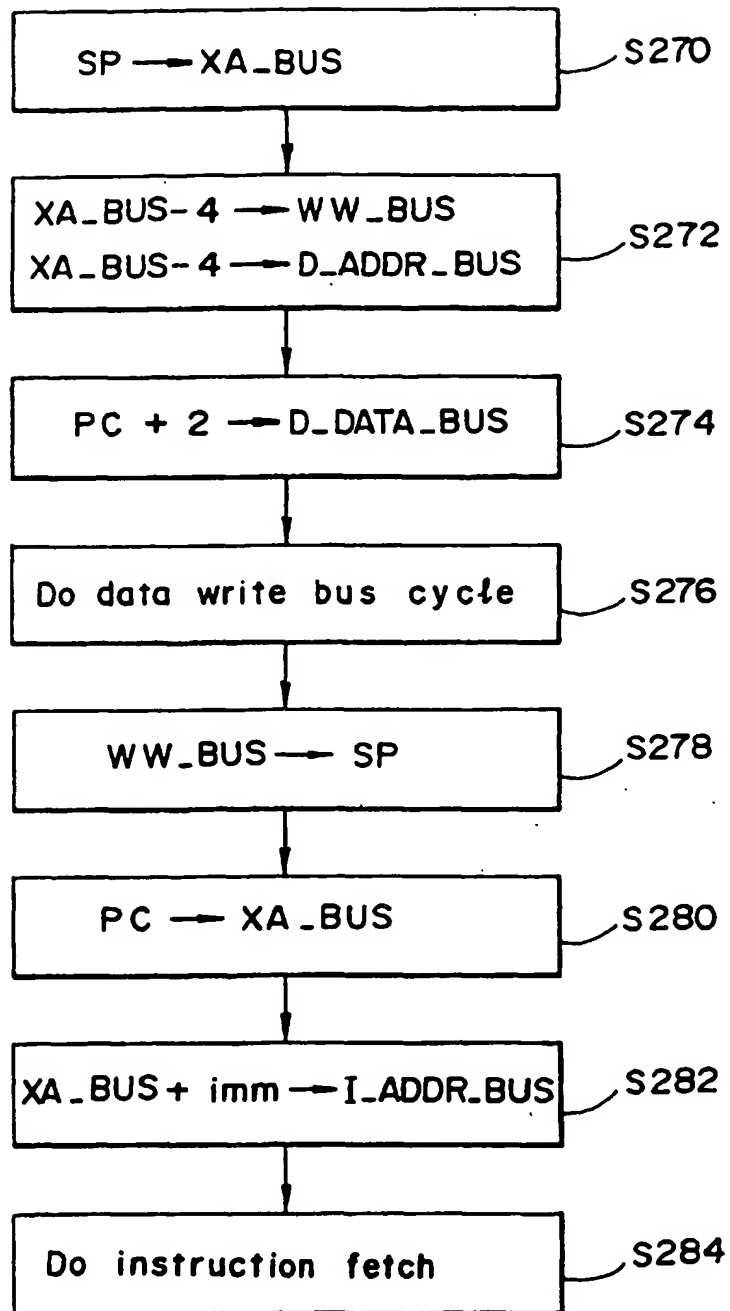 SP → XA_BUS
S270
XA_BUS-4 → WW_BUS
XA_BUS-4 → D_ADDR_BUS
S272
PC + 2 → D_DATA_BUS
S274
Do data write bus cycle
S276
WW_BUS → SP
S278
PC → XA_BUS
S280
XA_BUS + imm → I_ADDR_BUS
S282
Do instruction fetch
S284